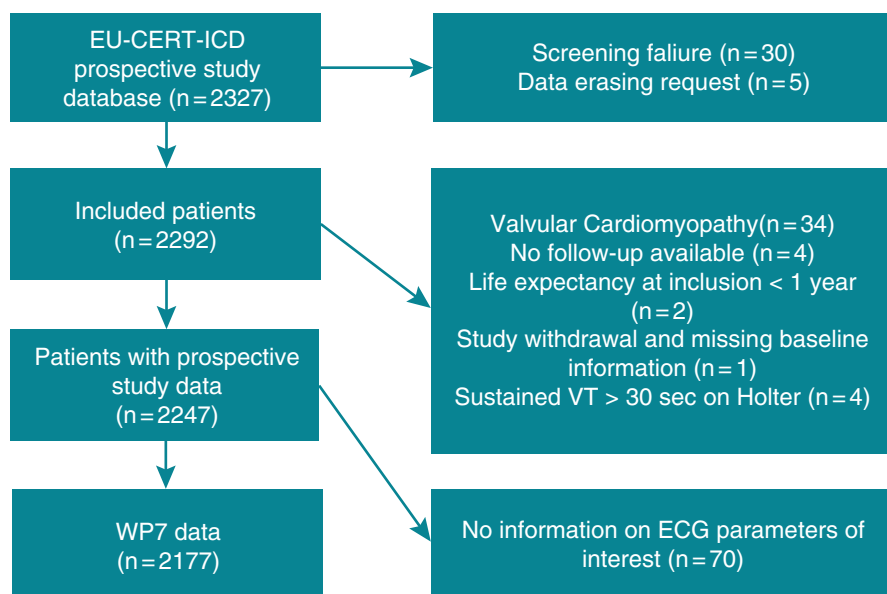 EU-CERT-ICD
prospective study
database (n=2327)
Screening faliure (n=30)
Data erasing request (n=5)
Included patients
(n=2292)
Valvular Cardiomyopathy(n=34)
No follow-up available (n=4)
Life expectancy at inclusion < 1 year
(n=2)
Study withdrawal and missing baseline
information (n=1)
Sustained VT > 30 sec on Holter (n=4)
Patients with prospective
study data
(n=2247)
WP7 data
(n=2177)
No information on ECG parameters of
interest (n=70)